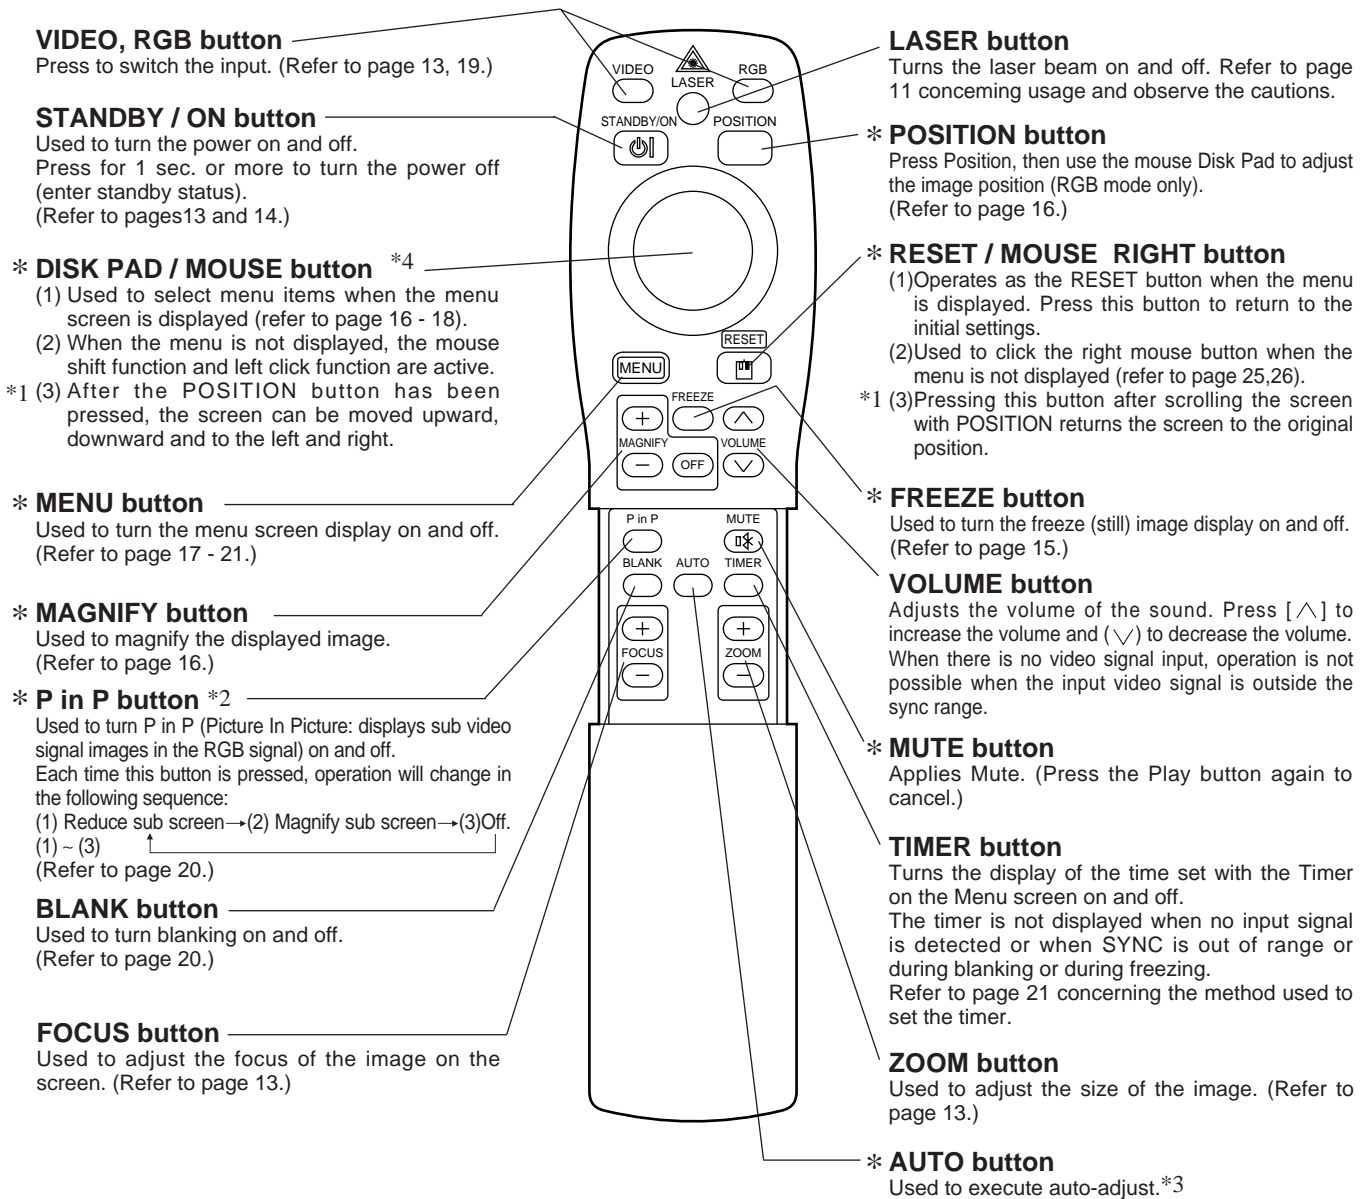 VIDEO, RGB button
Press to switch the input. (Refer to page 13, 19.)
STANDBY / ON button
Used to turn the power on and off.
Press for 1 sec. or more to turn the power off
(enter standby status).
(Refer to pages13 and 14.)
* DISK PAD / MOUSE button *4
(1) Used to select menu items when the menu
screen is displayed (refer to page 16 - 18).
(2) When the menu is not displayed, the mouse
shift function and left click function are active.
*1 (3) After the POSITION button has been
pressed, the screen can be moved upward,
downward and to the left and right.
* MENU button
Used to turn the menu screen display on and off.
(Refer to page 17 - 21.)
* MAGNIFY button
Used to magnify the displayed image.
(Refer to page 16.)
* P in P button *2
Used to turn P in P (Picture In Picture: displays sub video
signal images in the RGB signal) on and off.
Each time this button is pressed, operation will change in
the following sequence:
(1) Reduce sub screen→(2) Magnify sub screen→(3)Off.
(1) ~ (3)
(Refer to page 20.)
BLANK button
Used to turn blanking on and off.
(Refer to page 20.)
FOCUS button
Used to adjust the focus of the image on the
screen. (Refer to page 13.)
VIDEO
LASER
RGB
STANDBY/ON
POSITION
RESET
MENU
FREEZE
MAGNIFY
OFF
VOLUME
P in P
MUTE
BLANK
AUTO
TIMER
FOCUS
ZOOM
LASER button
Turns the laser beam on and off. Refer to page
11 conceming usage and observe the cautions.
* POSITION button
Press Position, then use the mouse Disk Pad to adjust
the image position (RGB mode only).
(Refer to page 16.)
* RESET / MOUSE RIGHT button
(1)Operates as the RESET button when the menu
is displayed. Press this button to return to the
initial settings.
(2)Used to click the right mouse button when the
menu is not displayed (refer to page 25,26).
*1 (3)Pressing this button after scrolling the screen
with POSITION returns the screen to the original
position.
* FREEZE button
Used to turn the freeze (still) image display on and off.
(Refer to page 15.)
VOLUME button
Adjusts the volume of the sound. Press [ ∧ ] to
increase the volume and ( ∨ ) to decrease the volume.
When there is no video signal input, operation is not
possible when the input video signal is outside the
sync range.
* MUTE button
Applies Mute. (Press the Play button again to
cancel.)
TIMER button
Turns the display of the time set with the Timer
on the Menu screen on and off.
The timer is not displayed when no input signal
is detected or when SYNC is out of range or
during blanking or during freezing.
Refer to page 21 concerning the method used to
set the timer.
ZOOM button
Used to adjust the size of the image. (Refer to
page 13.)
* AUTO button
Used to execute auto-adjust.*3